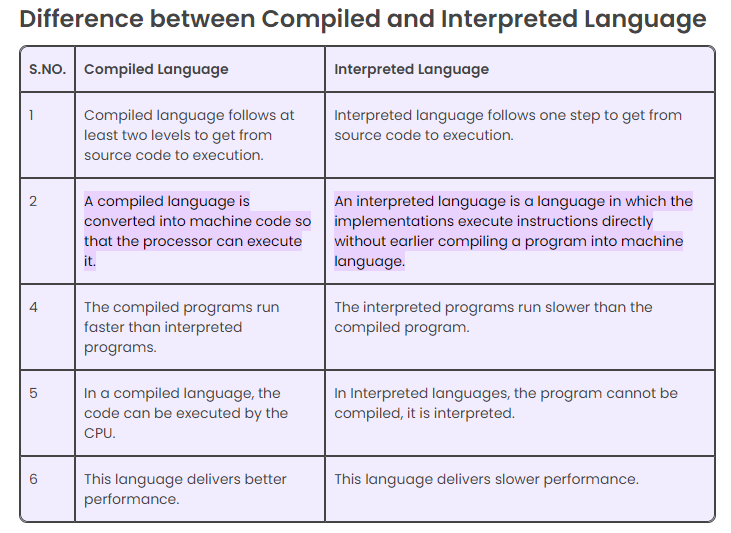 Difference between Compiled and Interpreted Language
S.NO. Compiled Language Interpreted Language
1
Compiled language follows at
least two levels to get from
source code to execution.
Interpreted language follows one step to get from
source code to execution.
2
A compiled language is
converted into machine code so
that the processor can execute
it.
An interpreted language is a language in which the
implementations execute instructions directly
without earlier compiling a program into machine
language.
4
The compiled programs run
faster than interpreted
programs.
The interpreted programs run slower than the
compiled program.
5
In a compiled language, the
code can be executed by the
CPU.
In Interpreted languages, the program cannot be
compiled, it is interpreted.
6
This language delivers better
performance.
This language delivers slower performance.